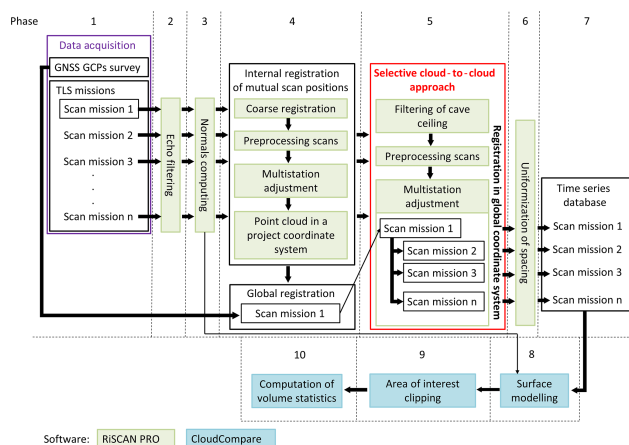 Phase 1 2 3 4 5 6 7
Data acquisition
GNSS GCPs survey
TLS missions
Scan mission 1
Scan mission 2
Scan mission 3
.
.
.
Scan mission n
Echo filtering
Normals computing
Internal registration
of mutual scan positions
Coarse registration
Preprocessing scans
Multistation
adjustment
Point cloud in a
project coordinate
system
Global registration
Scan mission 1
Selective cloud-to-cloud
approach
Filtering of cave
ceiling
Preprocessing scans
Multistation
adjustment
Scan mission 1
Scan mission 2
Scan mission 3
Scan mission n
Registration in global
coordinate system
Uniformization of spacing
Time series
database
Scan mission 1
Scan mission 2
Scan mission 3
Scan mission n
10 9 8
Computation of
volume statistics
Area of interest
clipping
Surface
modelling
Software: RiSCAN PRO CloudCompare